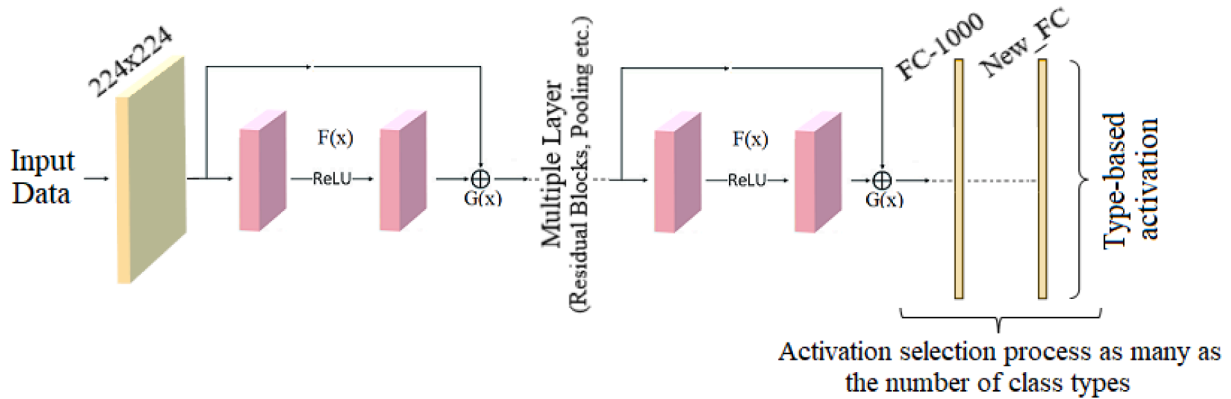 Input
Data
224x224
F(x)
ReLU
G(x)
Multiple Layer
(Residual Blocks, Pooling etc.)
F(x)
ReLU
G(x)
FC-1000
New_FC
Type-based
activation
Activation selection process as many as
the number of class types